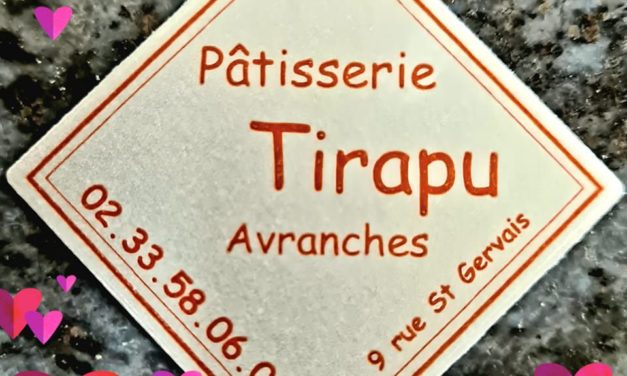 Pâtisserie
Tirapu
Avranches
02.33.58.06.0
9 rue St Gervais